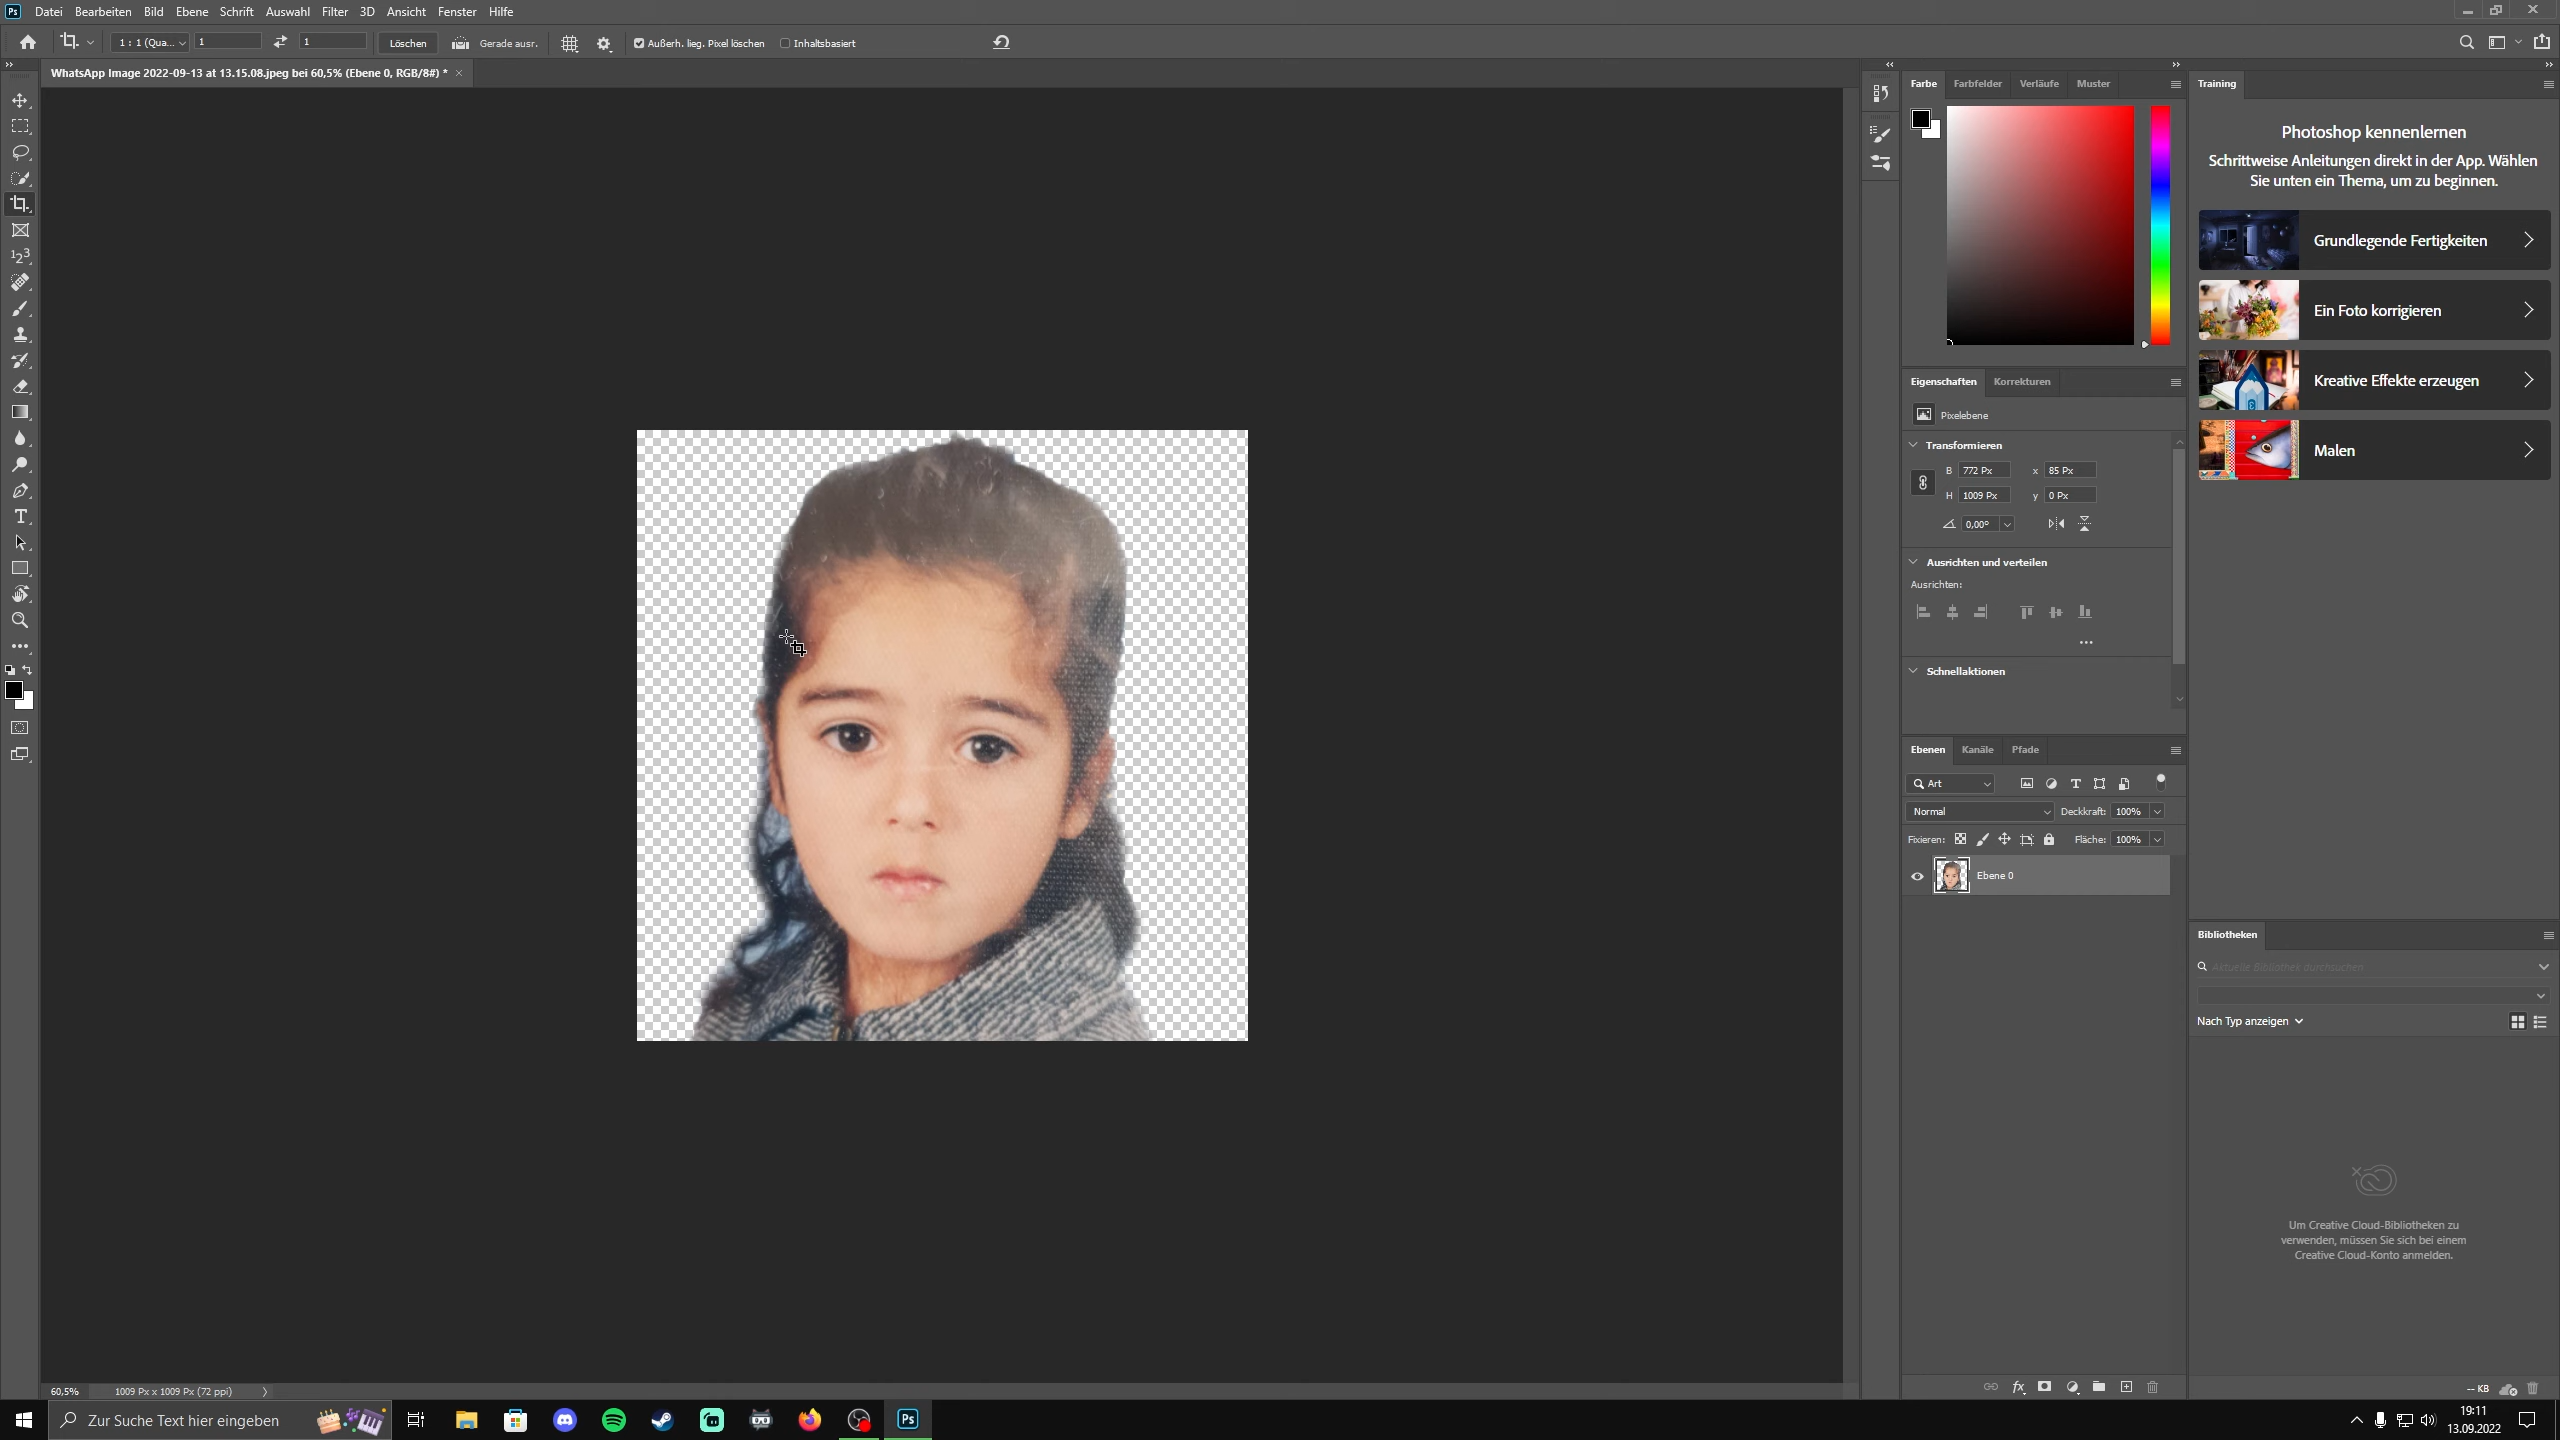 Ps Datei Bearbeiten Bild Ebene Schrift Auswahl Filter 3D Ansicht Fenster Hilfe
1 : 1 (Qua... 1 1 Löschen Gerade ausr. Außerh. lieg. Pixel löschen Inhaltsbasiert
WhatsApp Image 2022-09-13 at 13.15.08.jpeg bei 60,5% (Ebene 0, RGB/8#) * ×
Farbe Farbfelder Verläufe Muster
Training
Photoshop kennenlernen
Schrittweise Anleitungen direkt in der App. Wählen
Sie unten ein Thema, um zu beginnen.
Grundlegende Fertigkeiten
Ein Foto korrigieren
Kreative Effekte erzeugen
Malen
Eigenschaften Korrekturen
Pixelebene
Transformieren
B 772 Px x 85 Px
H 1009 Px y 0 Px
0,00°
Ausrichten und verteilen
Ausrichten:
Schnellaktionen
Ebenen Kanäle Pfade
Art
Normal Deckkraft: 100%
Fixieren: Fläche: 100%
Ebene 0
Bibliotheken
Aktuelle Bibliothek durchsuchen
Nach Typ anzeigen
Um Creative Cloud-Bibliotheken zu
verwenden, müssen Sie sich bei einem
Creative Cloud-Konto anmelden.
-- KB
60,5% 1009 Px x 1009 Px (72 ppi)
Zur Suche Text hier eingeben
Ps
19:11
13.09.2022